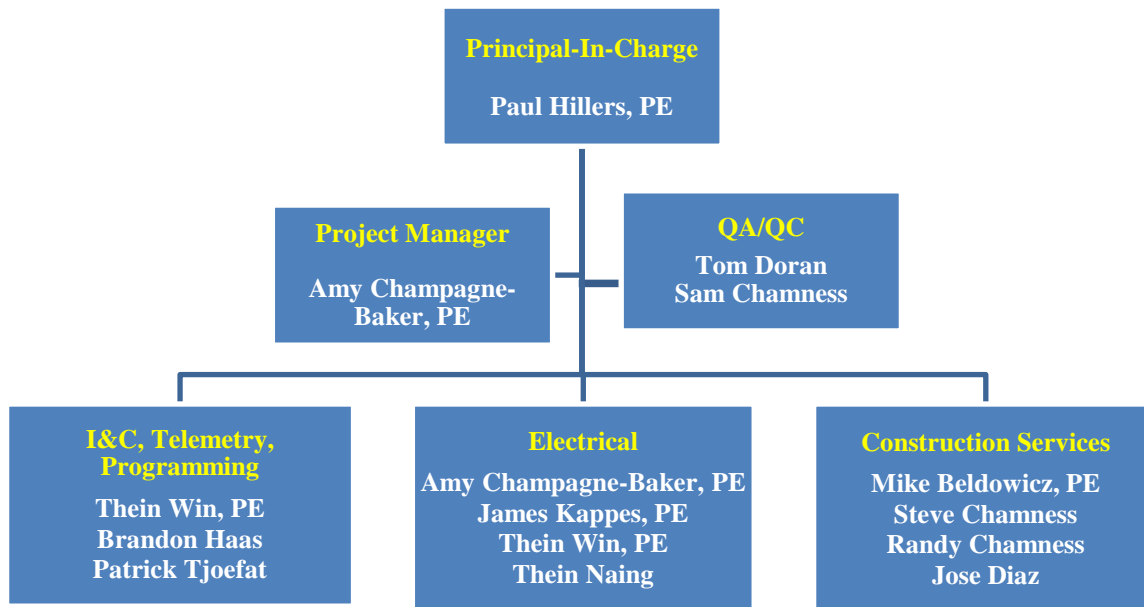 Principal-In-Charge
Paul Hillers, PE
Project Manager
Amy Champagne-
Baker, PE
QA/QC
Tom Doran
Sam Chamness
I&C, Telemetry,
Programming
Thein Win, PE
Brandon Haas
Patrick Tjoefat
Electrical
Amy Champagne-Baker, PE
James Kappes, PE
Thein Win, PE
Thein Naing
Construction Services
Mike Beldowicz, PE
Steve Chamness
Randy Chamness
Jose Diaz